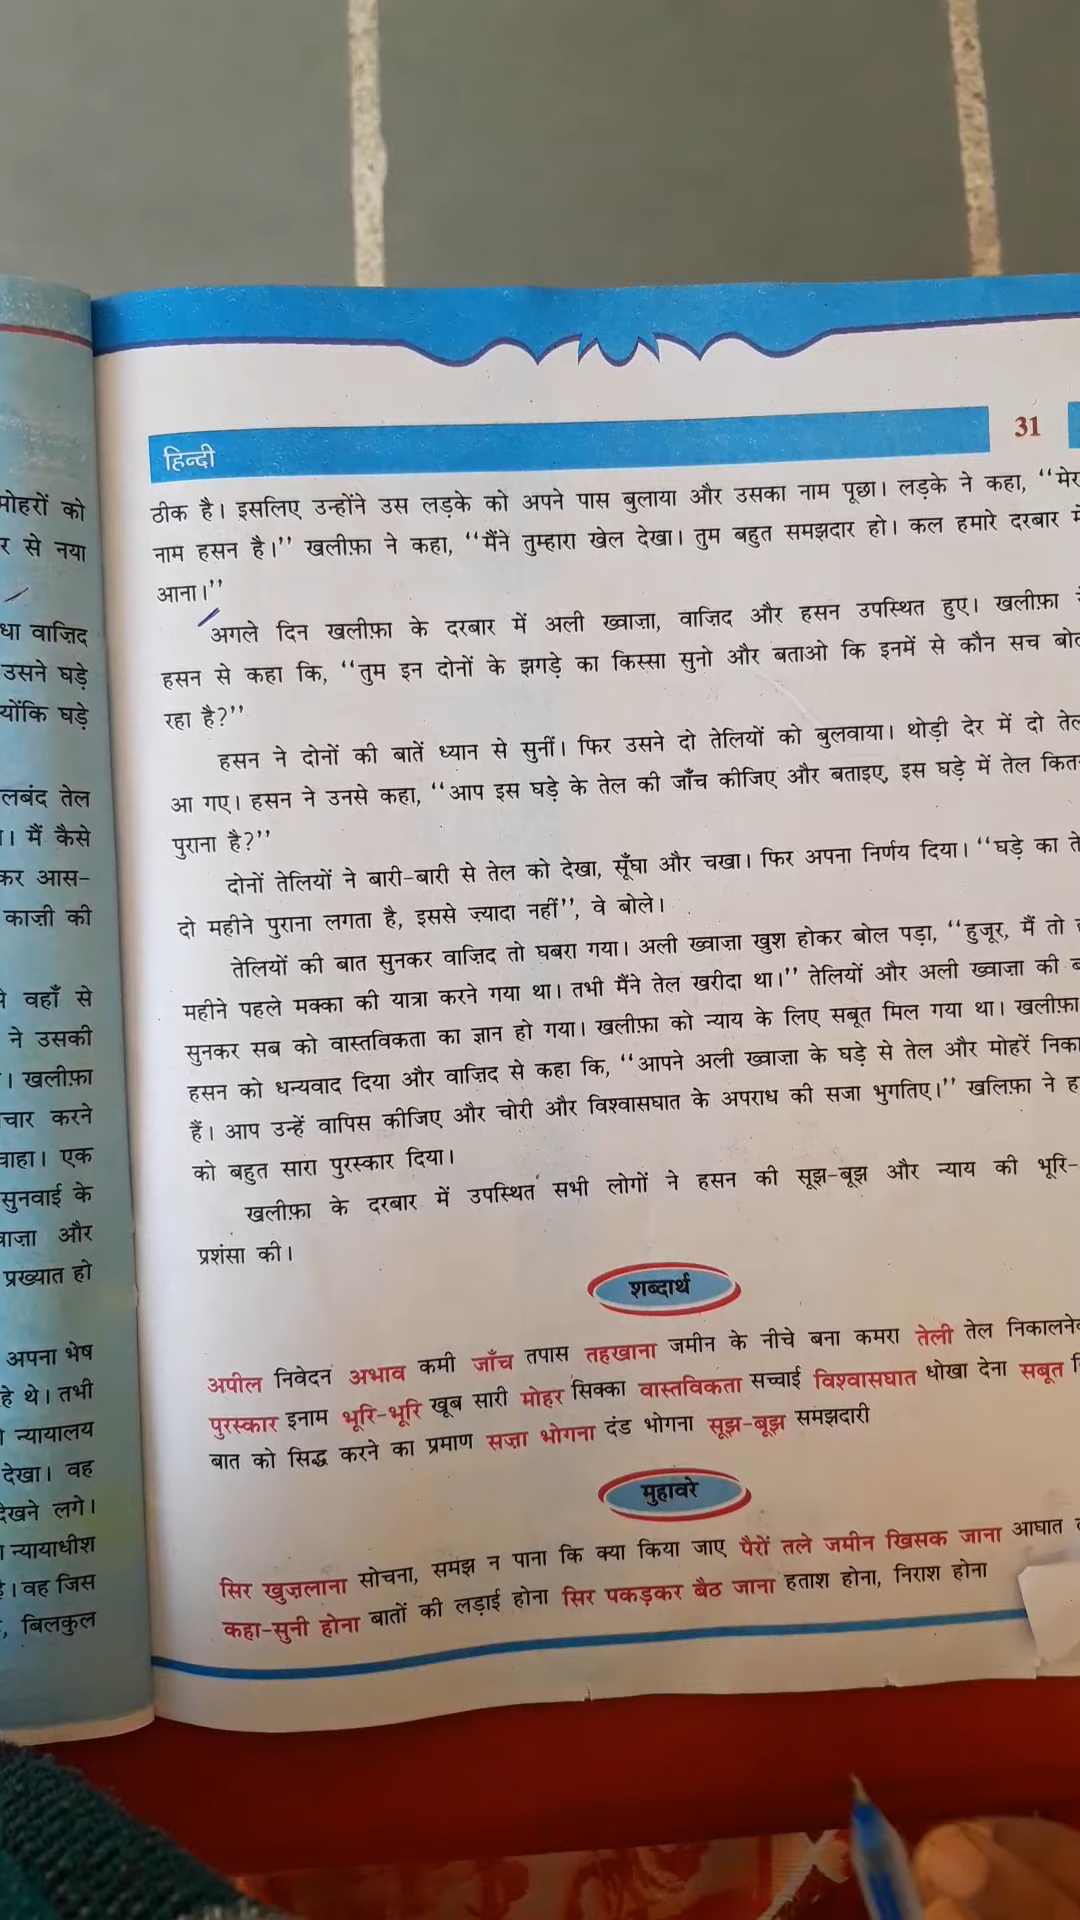 मोहरों को
र से नया
धा वाज़िद
उसने घड़े
योंकि घड़े
लबंद तेल
। मैं कैसे
कर आस-
काज़ी की
वहाँ से
ने उसकी
। खलीफ़ा
चार करने
वाहा। एक
सुनवाई के
वाज़ा और
प्रख्यात हो
अपना भेष
हे थे। तभी
न्यायालय
देखा। वह
देखने लगे।
न्यायाधीश
है। वह जिस
, बिलकुल
हिन्दी
31
ठीक है। इसलिए उन्होंने उस लड़के को अपने पास बुलाया और उसका नाम पूछा। लड़के ने कहा, “मेर
नाम हसन है।” खलीफ़ा ने कहा, “मैंने तुम्हारा खेल देखा। तुम बहुत समझदार हो। कल हमारे दरबार में
आना।”
अगले दिन खलीफ़ा के दरबार में अली ख्वाज़ा, वाज़िद और हसन उपस्थित हुए। खलीफ़ा
हसन से कहा कि, “तुम इन दोनों के झगड़े का किस्सा सुनो और बताओ कि इनमें से कौन सच बोल
रहा है?”
हसन ने दोनों की बातें ध्यान से सुनीं। फिर उसने दो तेलियों को बुलवाया। थोड़ी देर में दो तेल
आ गए। हसन ने उनसे कहा, “आप इस घड़े के तेल की जाँच कीजिए और बताइए, इस घड़े में तेल कित
पुराना है?”
दोनों तेलियों ने बारी-बारी से तेल को देखा, सूँघा और चखा। फिर अपना निर्णय दिया। “घड़े का ते
दो महीने पुराना लगता है, इससे ज़्यादा नहीं”, वे बोले।
तेलियों की बात सुनकर वाज़िद तो घबरा गया। अली ख्वाज़ा खुश होकर बोल पड़ा, “हुजूर, मैं तो
महीने पहले मक्का की यात्रा करने गया था। तभी मैंने तेल खरीदा था।” तेलियों और अली ख्वाज़ा की ब
सुनकर सब को वास्तविकता का ज्ञान हो गया। खलीफ़ा को न्याय के लिए सबूत मिल गया था। खलीफ़ा
हसन को धन्यवाद दिया और वाज़िद से कहा कि, “आपने अली ख्वाज़ा के घड़े से तेल और मोहरें निका
हैं। आप उन्हें वापिस कीजिए और चोरी और विश्वासघात के अपराध की सजा भुगतिए।” खलिफ़ा ने ह
को बहुत सारा पुरस्कार दिया।
खलीफ़ा के दरबार में उपस्थित सभी लोगों ने हसन की सूझ-बूझ और न्याय की भूरि-
प्रशंसा की।
शब्दार्थ
अपील निवेदन अभाव कमी जाँच तपास तहखाना जमीन के नीचे बना कमरा तेली तेल निकालने
पुरस्कार इनाम भूरि-भूरि खूब सारी मोहर सिक्का वास्तविकता सच्चाई विश्वासघात धोखा देना सबूत
बात को सिद्ध करने का प्रमाण सज़ा भोगना दंड भोगना सूझ-बूझ समझदारी
मुहावरे
सिर खुज़लाना सोचना, समझ न पाना कि क्या किया जाए पैरों तले जमीन खिसक जाना आघात
कहा-सुनी होना बातों की लड़ाई होना सिर पकड़कर बैठ जाना हताश होना, निराश होना